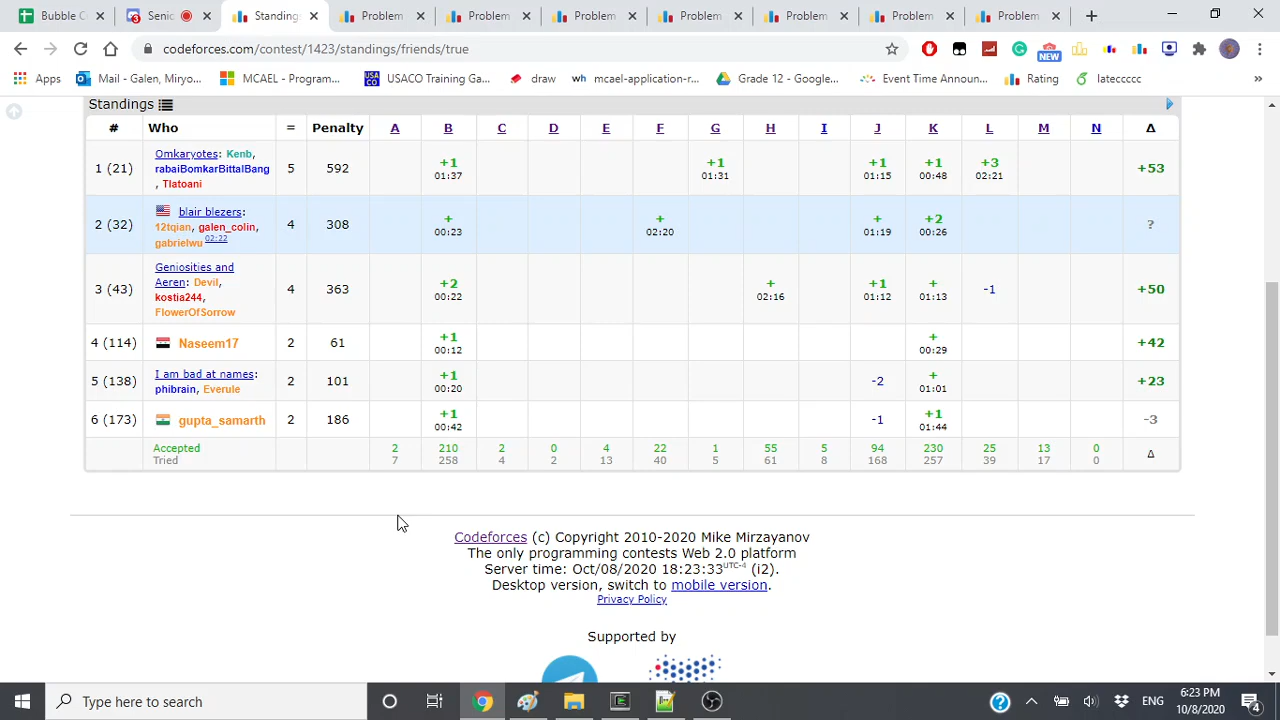 Bubble C
Senic
Standing
Problem
Problem
Problem
Problem
Problem
Problem
Problem
codeforces.com/contest/1423/standings/friends/true
NEW
Apps
Mail - Galen, Miryo...
MCAEL - Program...
USACO Training Ga...
draw
wh mcael-application-r...
Grade 12 - Google...
Event Time Announ...
Rating
lateccccc
»
Standings
# Who = Penalty A B C D E F G H I J K L M N Δ
1 (21) Omkaryotes: Kenb, rabaiBomkarBittalBang, Tlatoani 5 592 +1 01:37 +1 01:31 +1 01:15 +1 00:48 +3 02:21 +53
2 (32) blair blezers: 12tqian, galen_colin, gabrielwu 02:22 4 308 + 00:23 + 02:20 + 01:19 +2 00:26 ?
3 (43) Geniosities and Aeren: Devil, kostia244, FlowerOfSorrow 4 363 +2 00:22 + 02:16 +1 01:12 + 01:13 -1 +50
4 (114) Naseem17 2 61 +1 00:12 + 00:29 +42
5 (138) I am bad at names: phibrain, Everule 2 101 +1 00:20 -2 + 01:01 +23
6 (173) gupta_samarth 2 186 +1 00:42 -1 +1 01:44 -3
Accepted 2 210 2 0 4 22 1 55 5 94 230 25 13 0 Δ
Tried 7 258 4 2 13 40 5 61 8 168 257 39 17 0
Codeforces (c) Copyright 2010-2020 Mike Mirzayanov
The only programming contests Web 2.0 platform
Server time: Oct/08/2020 18:23:33 UTC-4 (i2).
Desktop version, switch to mobile version.
Privacy Policy
Supported by
Type here to search
ENG
6:23 PM
10/8/2020
4